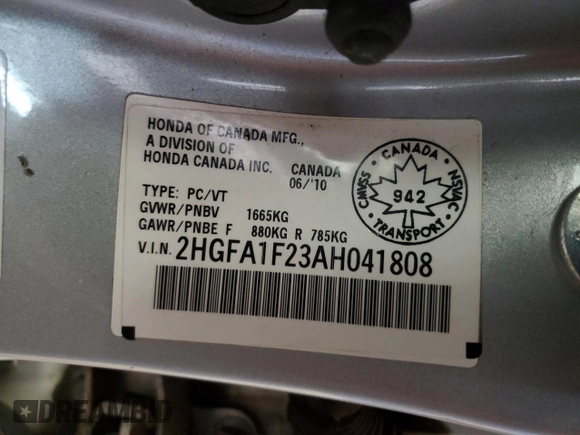 HONDA OF CANADA MFG.,
A DIVISION OF
HONDA CANADA INC. CANADA
06/'10
TYPE: PC/VT
GVWR/PNBV 1665KG
GAWR/PNBE F 880KG R 785KG
V.I.N. 2HGFA1F23AH041808
CANADA
CMVSS
NSVAC
942
TRANSPORT
DREAMBID